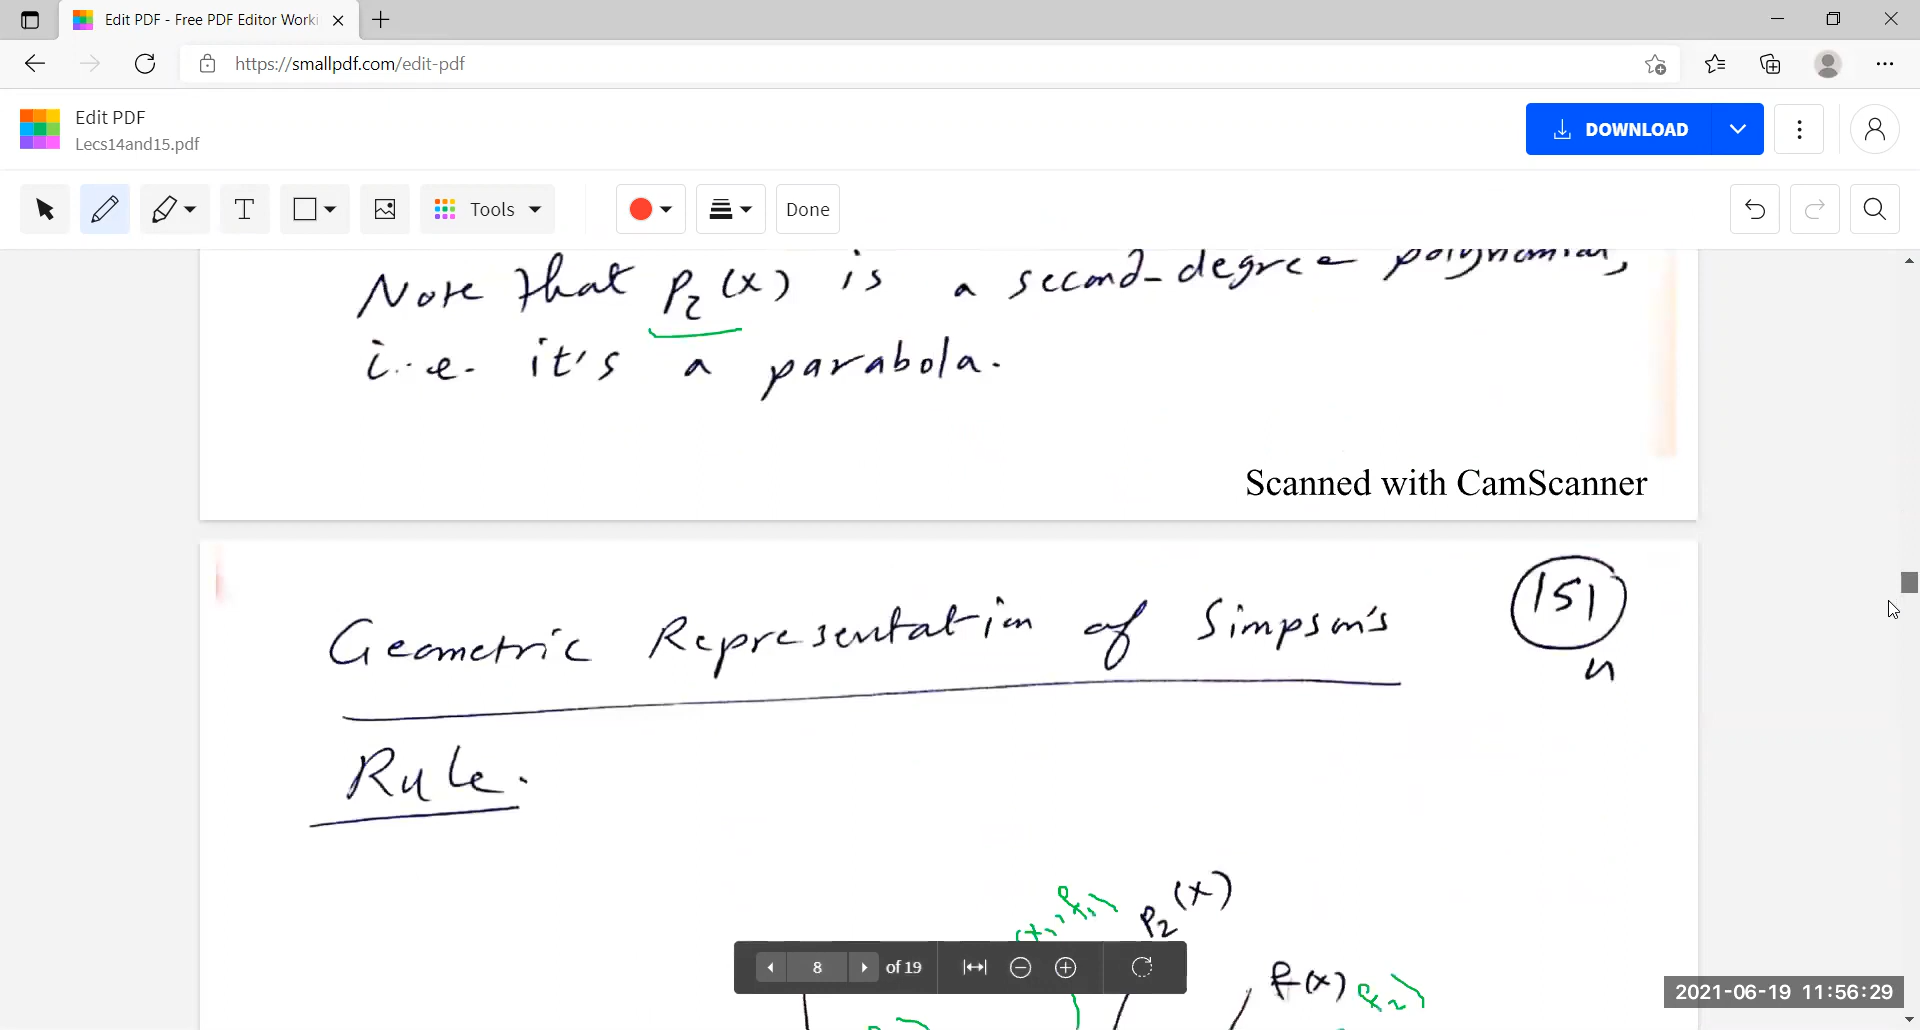 Edit PDF - Free PDF Editor Worki
https://smallpdf.com/edit-pdf
Edit PDF
Lecs14and15.pdf
DOWNLOAD
T Tools Done
Note that P2(x) is a second-degree polynomial,
i.e. it's a parabola.
Scanned with CamScanner
151
Geometric Representation of Simpson's
Rule.
P2(x)
f(x)
8 of 19
2021-06-19 11:56:29